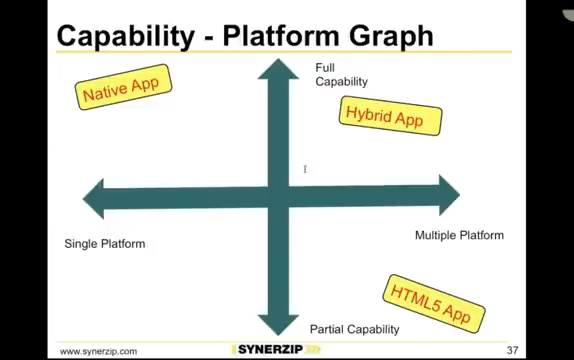 Capability - Platform Graph
Full
Capability
Native App
Hybrid App
Single Platform
Multiple Platform
HTML5 App
Partial Capability
www.synerzip.com
SYNERZIP
37